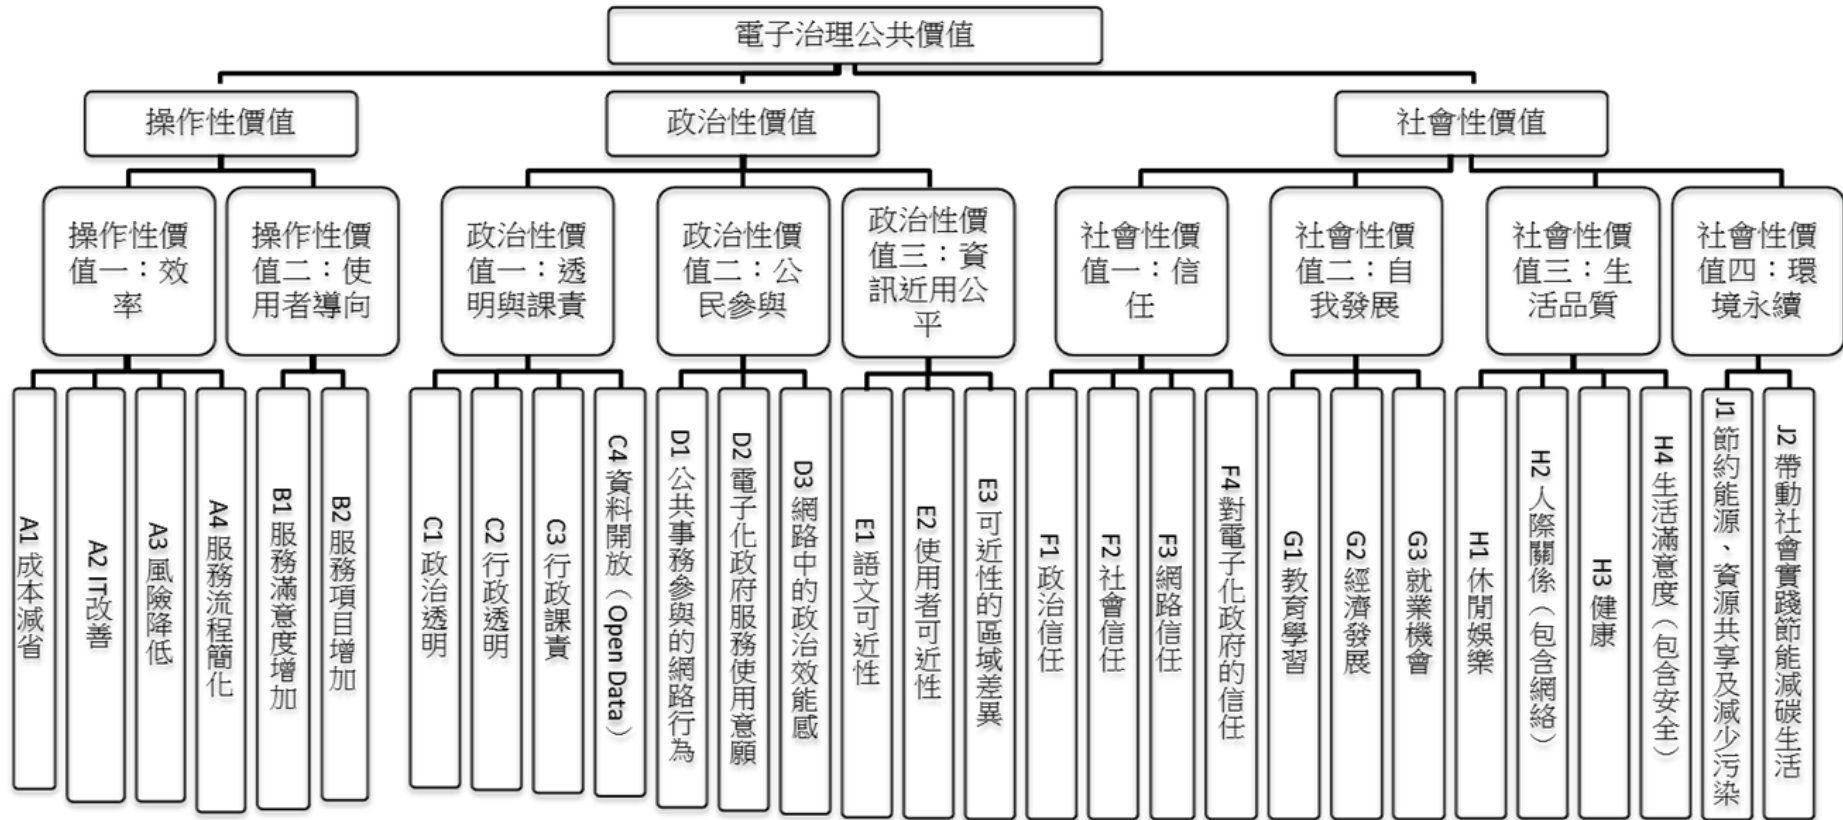 電子治理公共價值
操作性價值
政治性價值
社會性價值
操作性價
值一：效
率
操作性價
值二：使
用者導向
政治性價
值一：透
明與課責
政治性價
值二：公
民參與
政治性價
值三：資
訊近用公
平
社會性價
值一：信
任
社會性價
值二：自
我發展
社會性價
值三：生
活品質
社會性價
值四：環
境永續
A1 成本減省
A2 IT改善
A3 風險降低
A4 服務流程簡化
B1 服務滿意度增加
B2 服務項目增加
C1 政治透明
C2 行政透明
C3 行政課責
C4 資料開放（Open Data）
D1 公共事務參與的網路行為
D2 電子化政府服務使用意願
D3 網路中的政治效能感
E1 語文可近性
E2 使用者可近性
E3 可近性的區域差異
F1 政治信任
F2 社會信任
F3 網路信任
F4 對電子化政府的信任
G1 教育學習
G2 經濟發展
G3 就業機會
H1 休閒娛樂
H2 人際關係（包含網絡）
H3 健康
H4 生活滿意度（包含安全）
J1 節約能源、資源共享及減少污染
J2 帶動社會實踐節能減碳生活